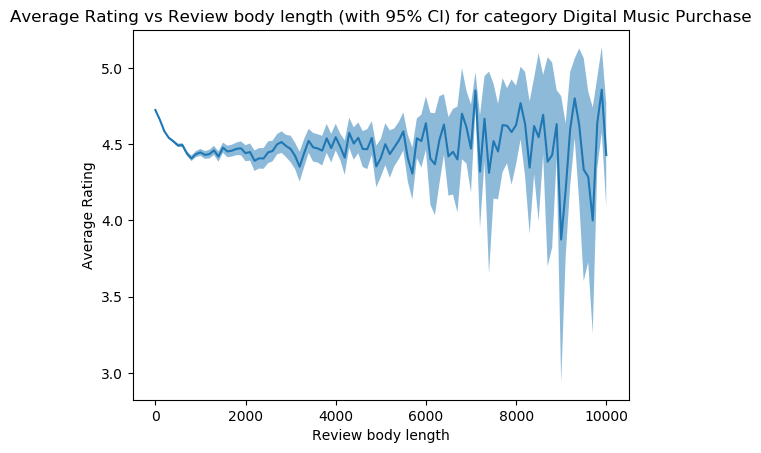 Average Rating vs Review body length (with 95% CI) for category Digital Music Purchase
5.0
4.5
4.0
3.5
3.0
Average Rating
0 2000 4000 6000 8000 10000
Review body length